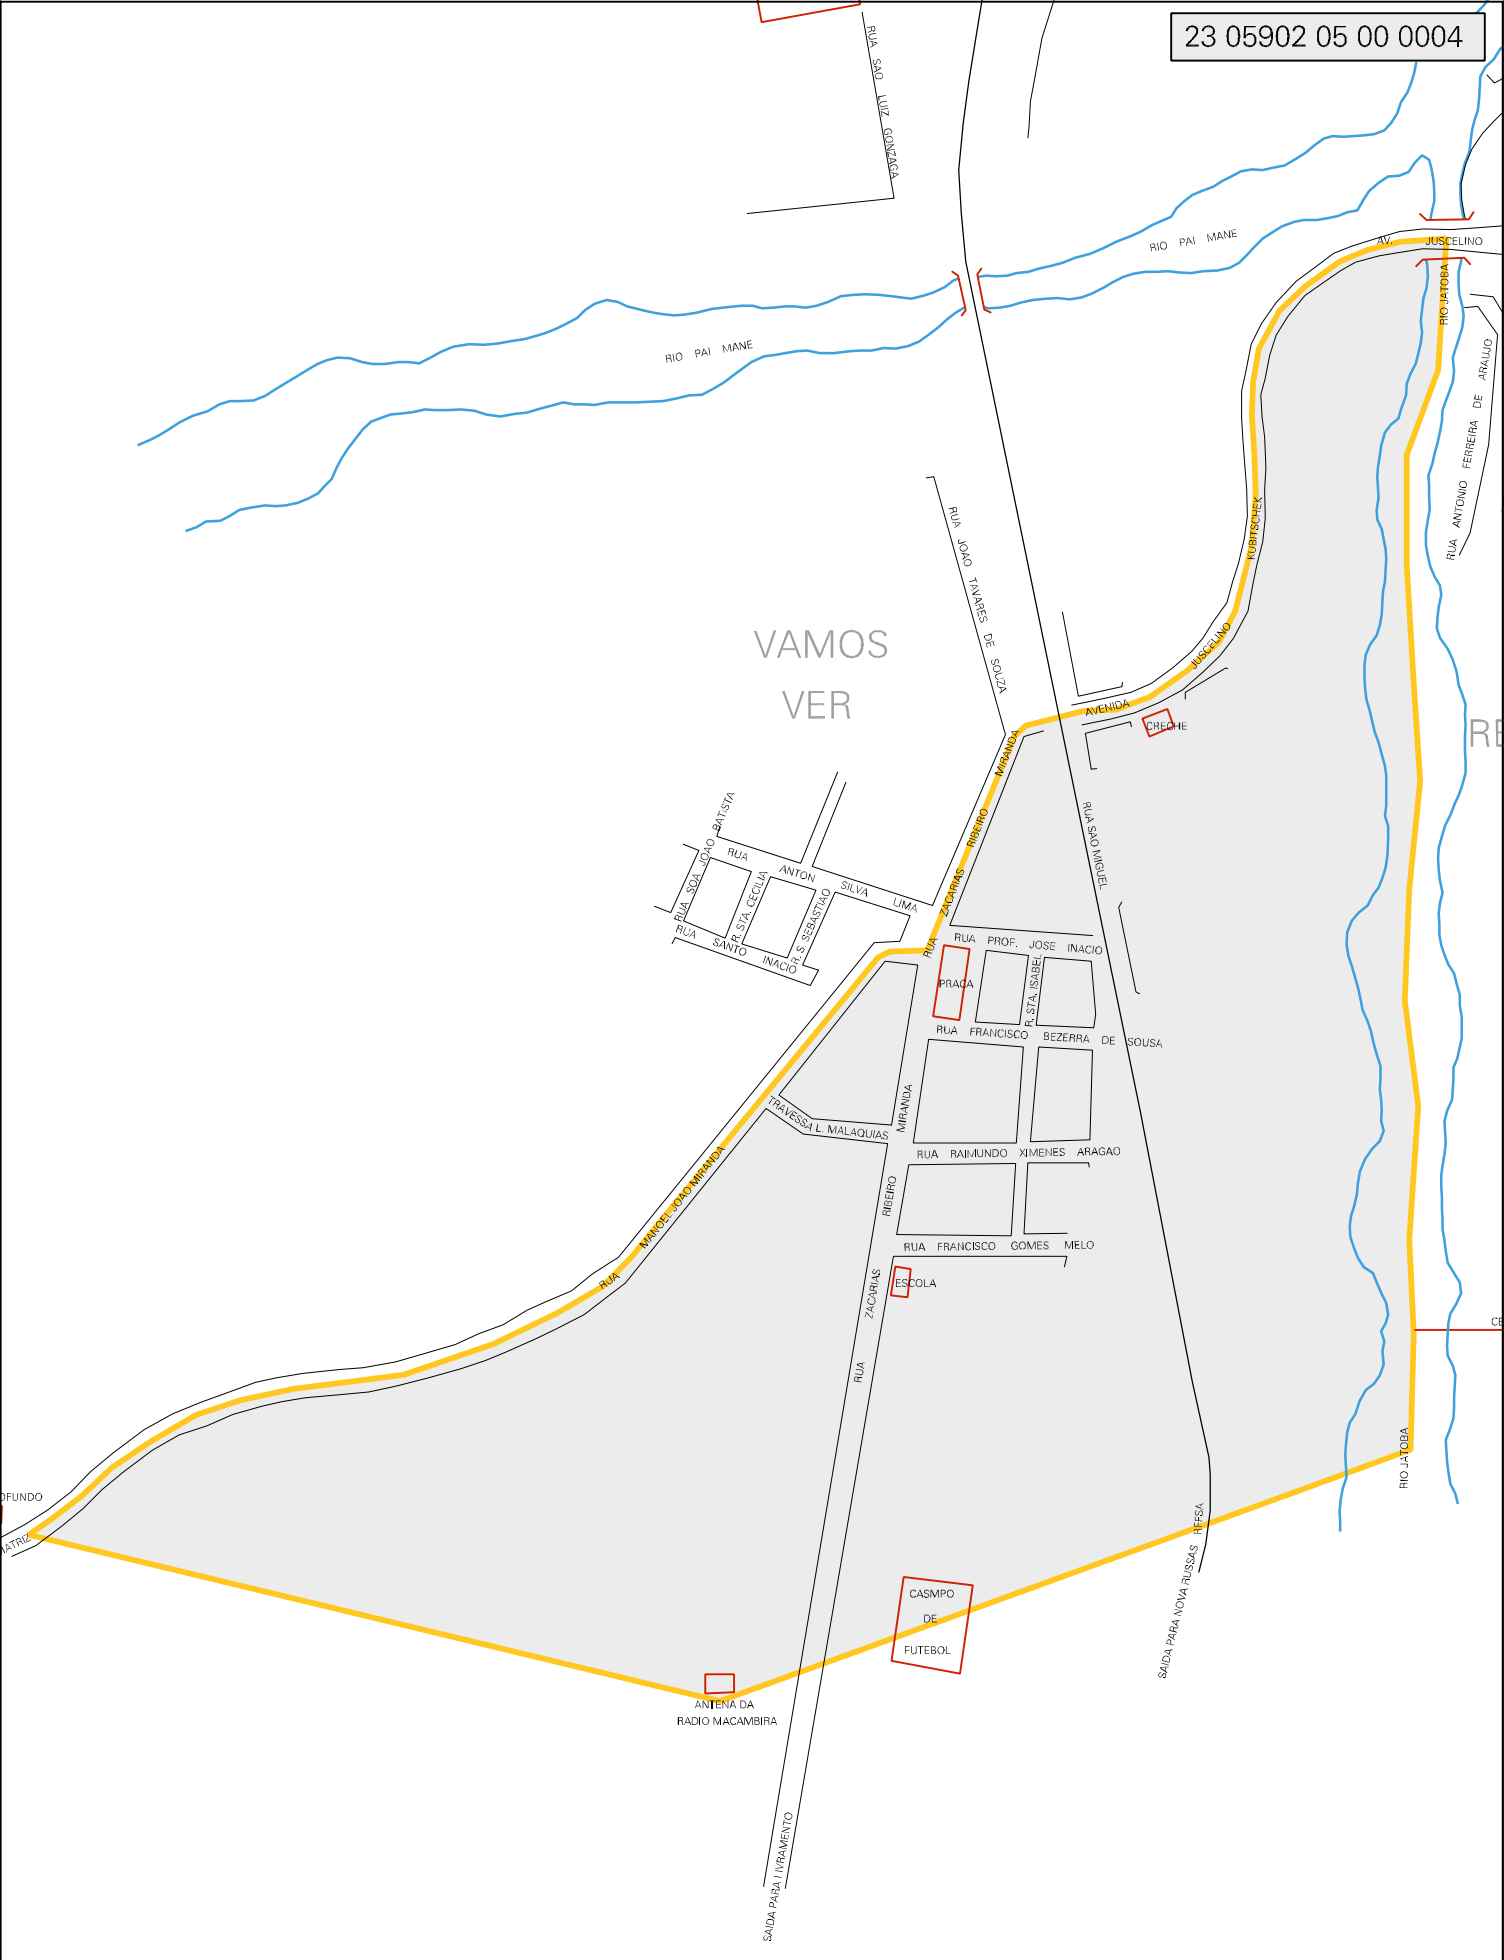 23 05902 05 00 0004
RUA SAO LUIZ GONZAGA
RIO PAI MANE
AV. JUSCELINO
RIO JATOBA
RIO PAI MANE
RUA ANTONIO FERREIRA DE ARAUJO
KUBITSCHEK
RUA JOAO TAVARES DE SOUZA
VAMOS
VER
JUSCELINO
AVENIDA
CRECHE
RUA ZACARIAS RIBEIRO MIRANDA
RUA SAO MIGUEL
RUA SOA JOAO BATISTA
RUA ANTON SILVA LIMA
R. STA. CECILIA
R. S. SEBASTIAO
RUA SANTO INACIO
RUA PROF. JOSE INACIO
PRACA
R. STA. ISABEL
RUA FRANCISCO BEZERRA DE SOUSA
TRAVESSA L. MALAQUIAS
RUA RAIMUNDO XIMENES ARAGAO
RUA MANOEL JOAO MIRANDA
RUA FRANCISCO GOMES MELO
ESCOLA
RUA ZACARIAS RIBEIRO MIRANDA
RIO JATOBA
OFUNDO
ATRIZ
REFSA
SAIDA PARA NOVA RUSSAS
CASMPO
DE
FUTEBOL
ANTENA DA
RADIO MACAMBIRA
SAIDA PARA LIVRAMENTO